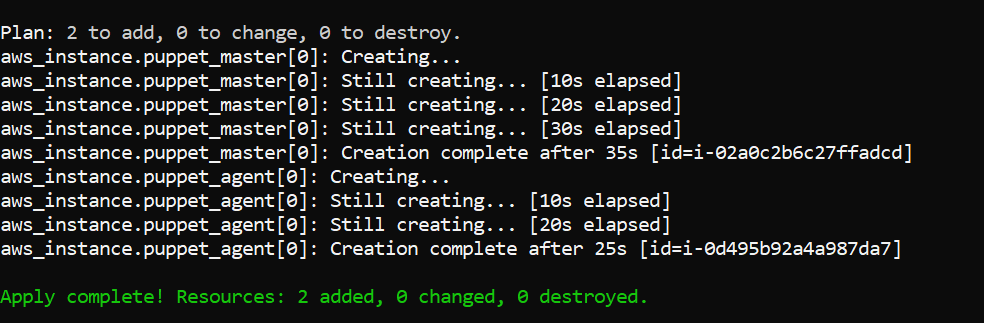 Plan: 2 to add, 0 to change, 0 to destroy.
aws_instance.puppet_master[0]: Creating...
aws_instance.puppet_master[0]: Still creating... [10s elapsed]
aws_instance.puppet_master[0]: Still creating... [20s elapsed]
aws_instance.puppet_master[0]: Still creating... [30s elapsed]
aws_instance.puppet_master[0]: Creation complete after 35s [id=i-02a0c2b6c27ffadcd]
aws_instance.puppet_agent[0]: Creating...
aws_instance.puppet_agent[0]: Still creating... [10s elapsed]
aws_instance.puppet_agent[0]: Still creating... [20s elapsed]
aws_instance.puppet_agent[0]: Creation complete after 25s [id=i-0d495b92a4a987da7]
Apply complete! Resources: 2 added, 0 changed, 0 destroyed.